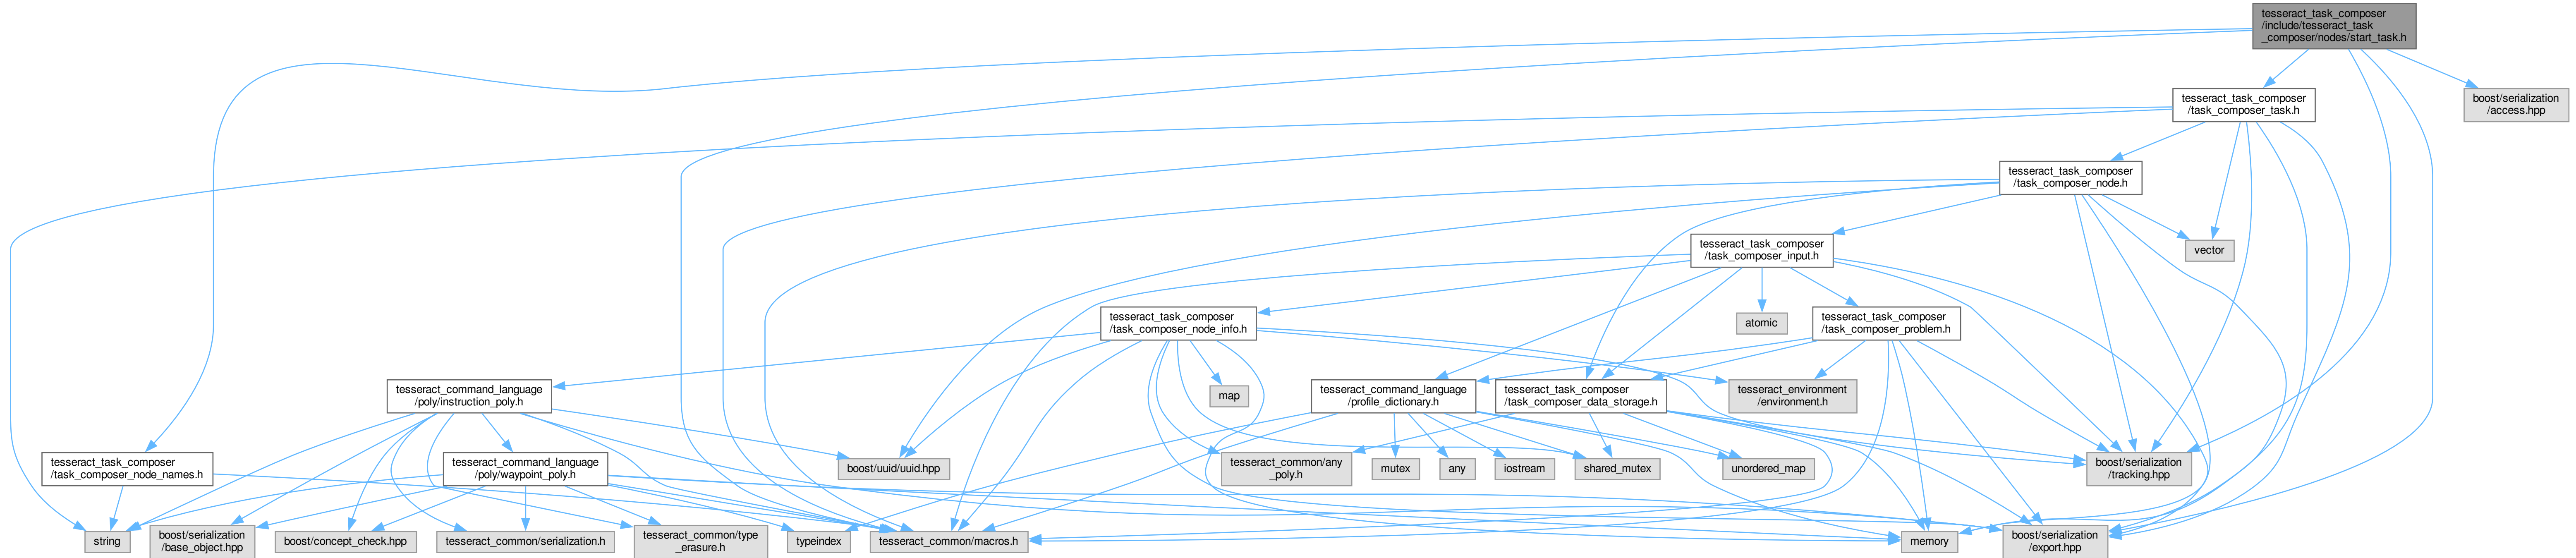 tesseract_task_composer
/include/tesseract_task
_composer/nodes/start_task.h
tesseract_task_composer
/task_composer_task.h
boost/serialization
/access.hpp
tesseract_task_composer
/task_composer_node.h
vector
tesseract_task_composer
/task_composer_input.h
tesseract_task_composer
/task_composer_node_info.h
atomic
tesseract_task_composer
/task_composer_problem.h
tesseract_command_language
/poly/instruction_poly.h
map
tesseract_command_language
/profile_dictionary.h
tesseract_task_composer
/task_composer_data_storage.h
tesseract_environment
/environment.h
tesseract_task_composer
/task_composer_node_names.h
tesseract_command_language
/poly/waypoint_poly.h
boost/uuid/uuid.hpp
tesseract_common/any
_poly.h
mutex
any
iostream
shared_mutex
unordered_map
boost/serialization
/tracking.hpp
string
boost/serialization
/base_object.hpp
boost/concept_check.hpp
tesseract_common/serialization.h
tesseract_common/type
_erasure.h
typeindex
tesseract_common/macros.h
memory
boost/serialization
/export.hpp